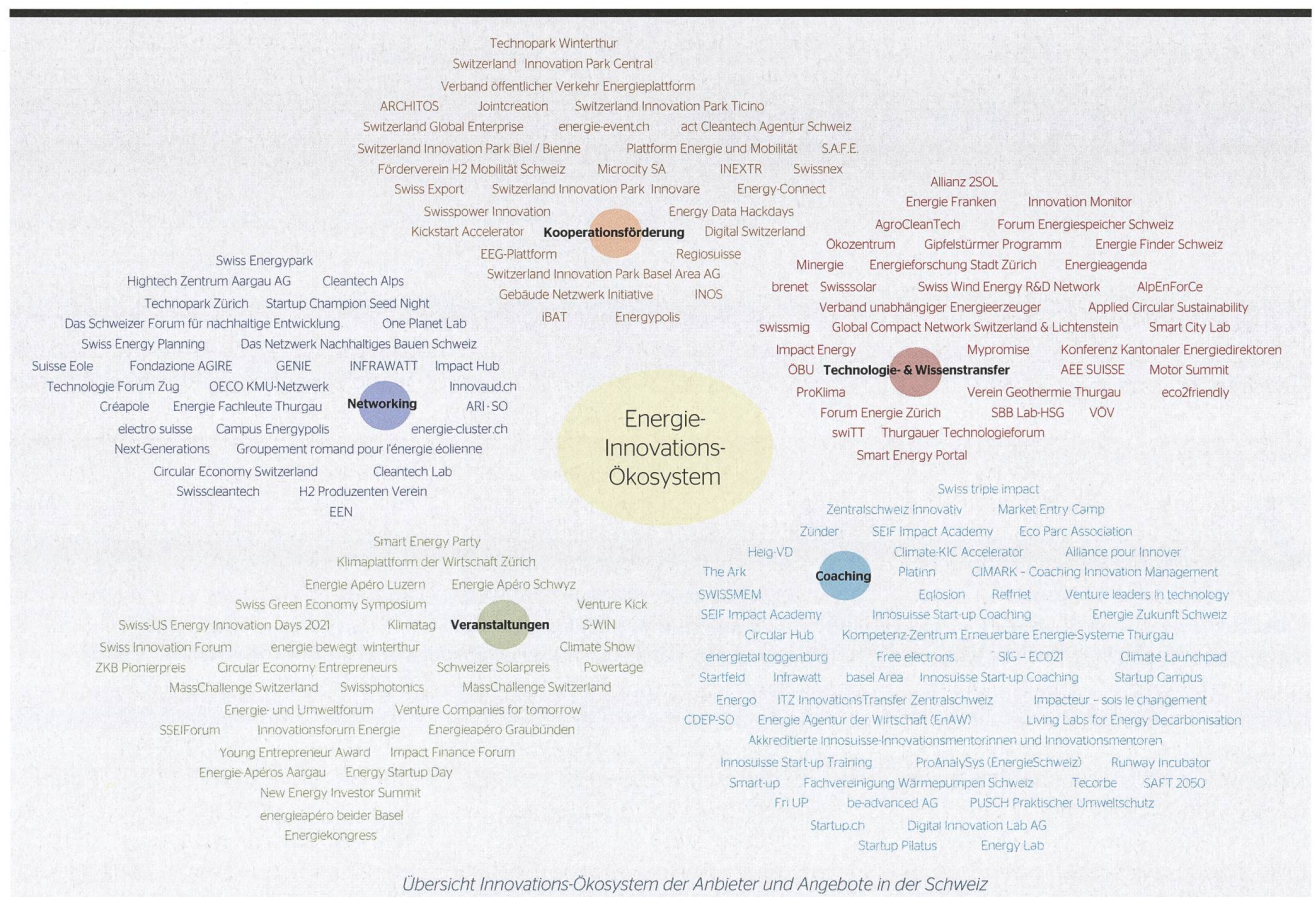 Technopark Winterthur
Switzerland Innovation Park Central
Verband öffentlicher Verkehr Energieplattform
ARCHITOS Jointcreation Switzerland Innovation Park Ticino
Switzerland Global Enterprise energie-event.ch act Cleantech Agentur Schweiz
Switzerland Innovation Park Biel / Bienne Plattform Energie und Mobilität S.A.F.E.
Förderverein H2 Mobilität Schweiz Microcity SA INEXTR Swissnex
Swiss Export Switzerland Innovation Park Innovare Energy-Connect
Swisspower Innovation Energy Data Hackdays
Kickstart Accelerator Kooperationsförderung Digital Switzerland
EEG-Plattform Regiosuisse
Switzerland Innovation Park Basel Area AG
Gebäude Netzwerk Initiative INOS
iBAT Energypolis
Allianz 2SOL
Energie Franken Innovation Monitor
AgroCleanTech Forum Energiespeicher Schweiz
Ökozentrum Gipfelstürmer Programm Energie Finder Schweiz
Minergie Energieforschung Stadt Zürich Energieagenda
brenet Swisssolar Swiss Wind Energy R&D Network AlpEnForCe
Verband unabhängiger Energieerzeuger Applied Circular Sustainability
swissmig Global Compact Network Switzerland & Lichtenstein Smart City Lab
Impact Energy Mypromise Konferenz Kantonaler Energiedirektoren
ÖBU Technologie- & Wissenstransfer AEE SUISSE Motor Summit
ProKlima Verein Geothermie Thurgau eco2friendly
Forum Energie Zürich SBB Lab-HSG VÖV
swiTT Thurgauer Technologieforum
Smart Energy Portal
Swiss Energypark
Hightech Zentrum Aargau AG Cleantech Alps
Technopark Zürich Startup Champion Seed Night
Das Schweizer Forum für nachhaltige Entwicklung One Planet Lab
Swiss Energy Planning Das Netzwerk Nachhaltiges Bauen Schweiz
Suisse Eole Fondazione AGIRE GENIE INFRAWATT Impact Hub
Technologie Forum Zug OECO KMU-Netzwerk Innovaud.ch
Créapole Energie Fachleute Thurgau Networking ARI-SO
electro suisse Campus Energypolis energie-cluster.ch
Next-Generations Groupement romand pour l'énergie éolienne
Circular Economy Switzerland Cleantech Lab
Swisscleantech H2 Produzenten Verein
EEN
Energie-
Innovations-
Ökosystem
Smart Energy Party
Klimaplattform der Wirtschaft Zürich
Energie Apéro Luzern Energie Apéro Schwyz
Swiss Green Economy Symposium Venture Kick
Swiss-US Energy Innovation Days 2021 Klimatag Veranstaltungen S-WIN
Swiss Innovation Forum energie bewegt winterthur Climate Show
ZKB Pionierpreis Circular Economy Entrepreneurs Schweizer Solarpreis Powertage
MassChallenge Switzerland Swissphotonics MassChallenge Switzerland
Energie- und Umweltforum Venture Companies for tomorrow
SSEIForum Innovationsforum Energie Energieapéro Graubünden
Young Entrepreneur Award Impact Finance Forum
Energie-Apéros Aargau Energy Startup Day
New Energy Investor Summit
energieapéro beider Basel
Energiekongress
Swiss triple impact
Zentralschweiz Innovativ Market Entry Camp
Zünder SEIF Impact Academy Eco Parc Association
Heig-VD Climate-KIC Accelerator Alliance pour Innover
The Ark Coaching Platinn CIMARK – Coaching Innovation Management
SWISSMEM Eqlosion Reffnet Venture leaders in technology
SEIF Impact Academy Innosuisse Start-up Coaching Energie Zukunft Schweiz
Circular Hub Kompetenz-Zentrum Erneuerbare Energie-Systeme Thurgau
energietal toggenburg Free electrons SIG – ECO21 Climate Launchpad
Startfeld Infrawatt basel Area Innosuisse Start-up Coaching Startup Campus
Energo ITZ InnovationsTransfer Zentralschweiz Impacteur – sois le changement
CDEP-SO Energie Agentur der Wirtschaft (EnAW) Living Labs for Energy Decarbonisation
Akkreditierte Innosuisse-Innovationsmentorinnen und Innovationsmentoren
Innosuisse Start-up Training ProAnalySys (EnergieSchweiz) Runway Incubator
Smart-up Fachvereinigung Wärmepumpen Schweiz Tecorbe SAFT 2050
Fri UP be-advanced AG PUSCH Praktischer Umweltschutz
Startup.ch Digital Innovation Lab AG
Startup Pilatus Energy Lab
Übersicht Innovations-Ökosystem der Anbieter und Angebote in der Schweiz